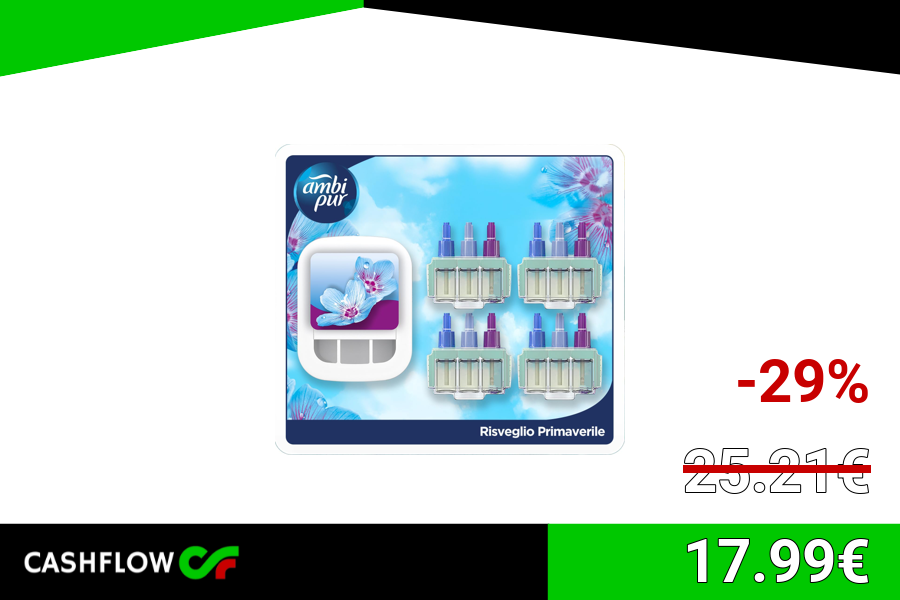 ambi
pur
Risveglio Primaverile
-29%
25.21€
CASHFLOW
17.99€